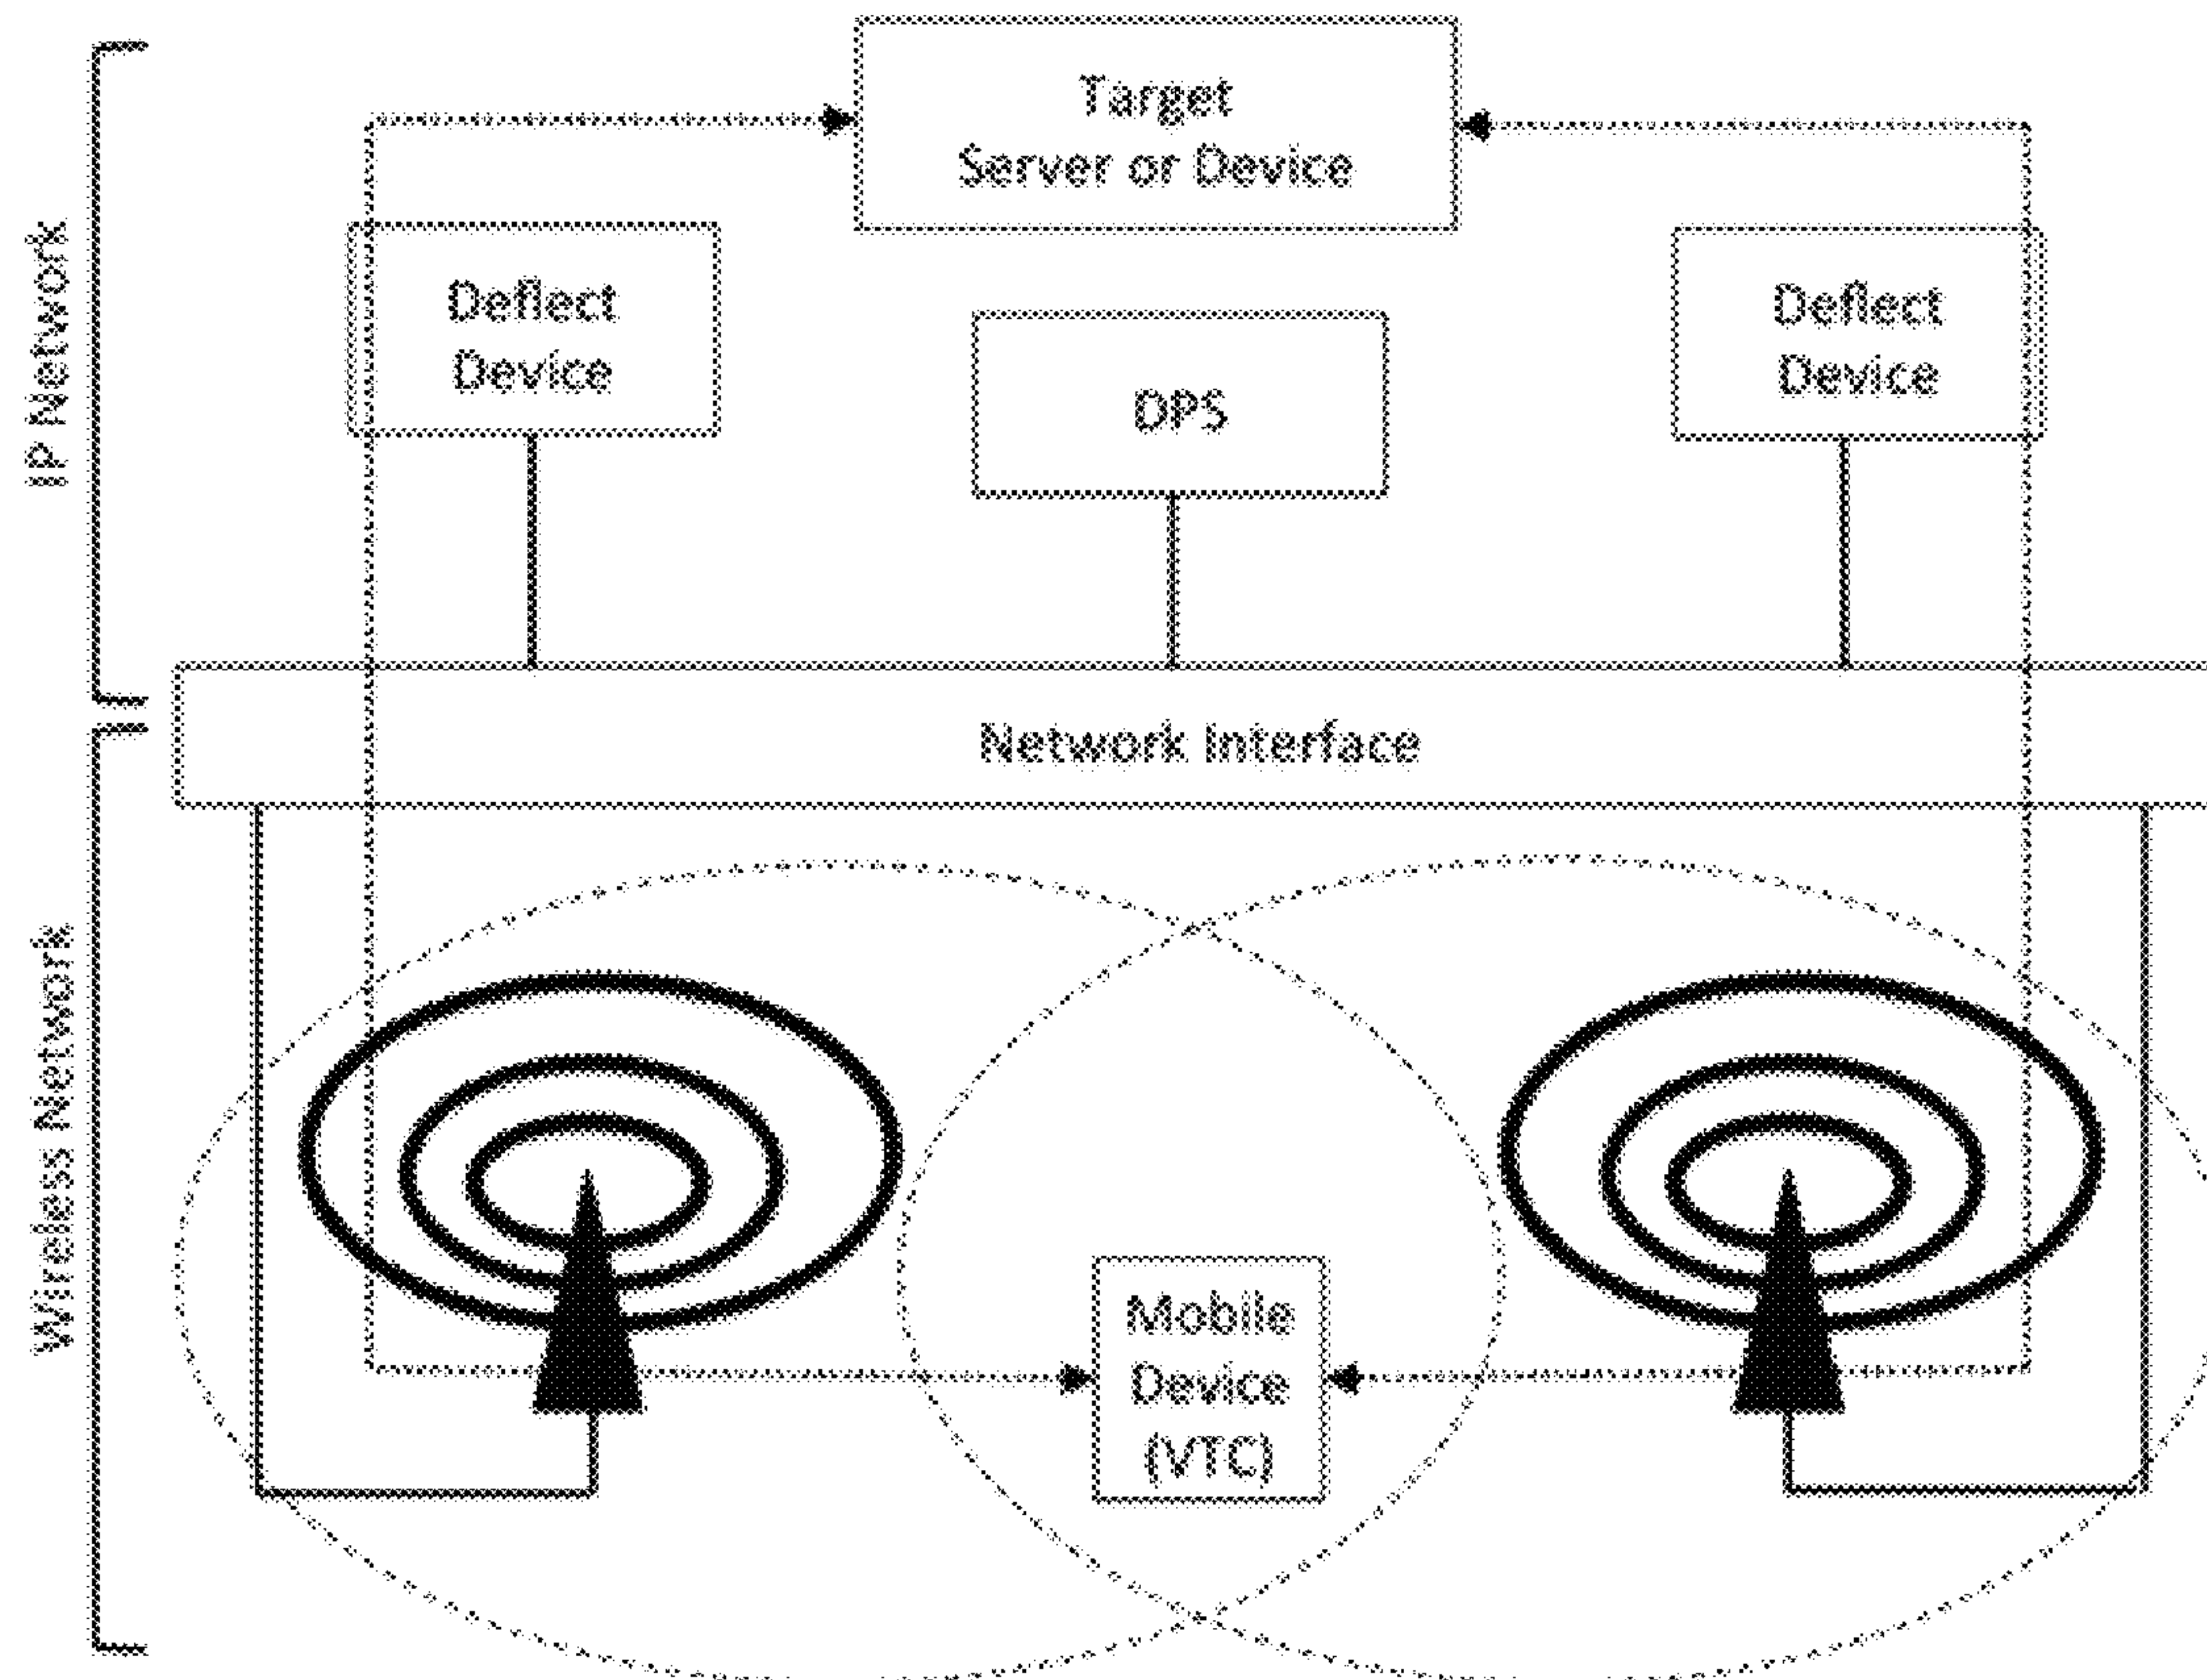 Target
Server or Device
Deflect
Device
Deflect
Device
DPS
IP Network
Network Interface
Wireless Network
Mobile
Device
(VTC)